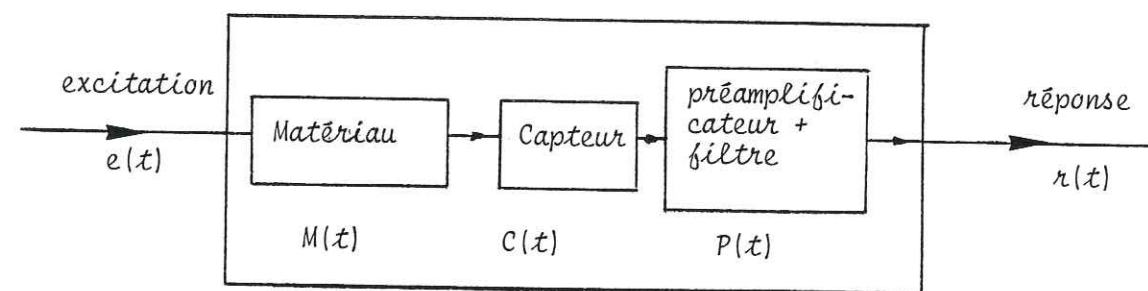 excitation
e(t)
Matériau
M(t)
Capteur
C(t)
préamplifi-
cateur +
filtre
P(t)
réponse
r(t)